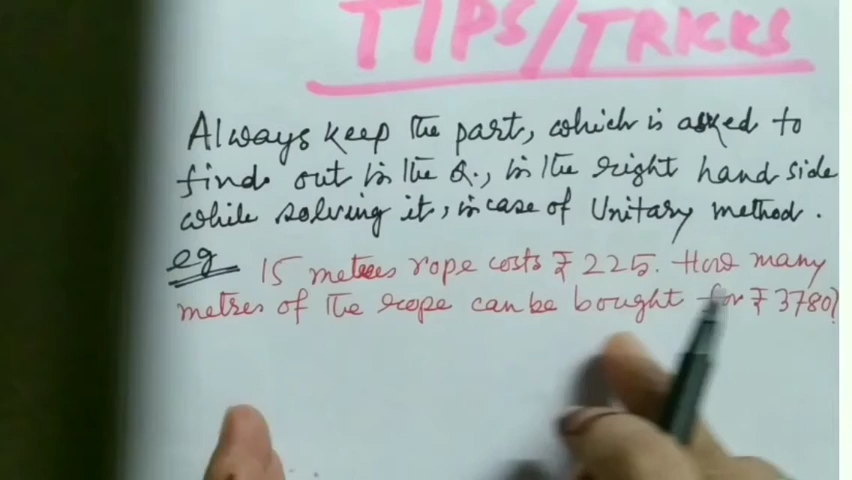 TIPS/TRICKS
Always keep the part, which is asked to
find out in the Q., in the right hand side
while solving it, in case of Unitary method.
eg 15 metres rope costs ₹ 225. How many
metres of the rope can be bought for ₹ 3780?